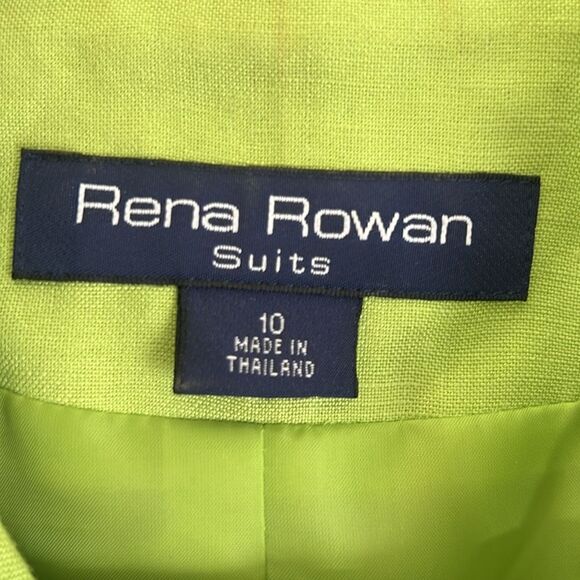 Rena Rowan
Suits
10
MADE IN
THAILAND